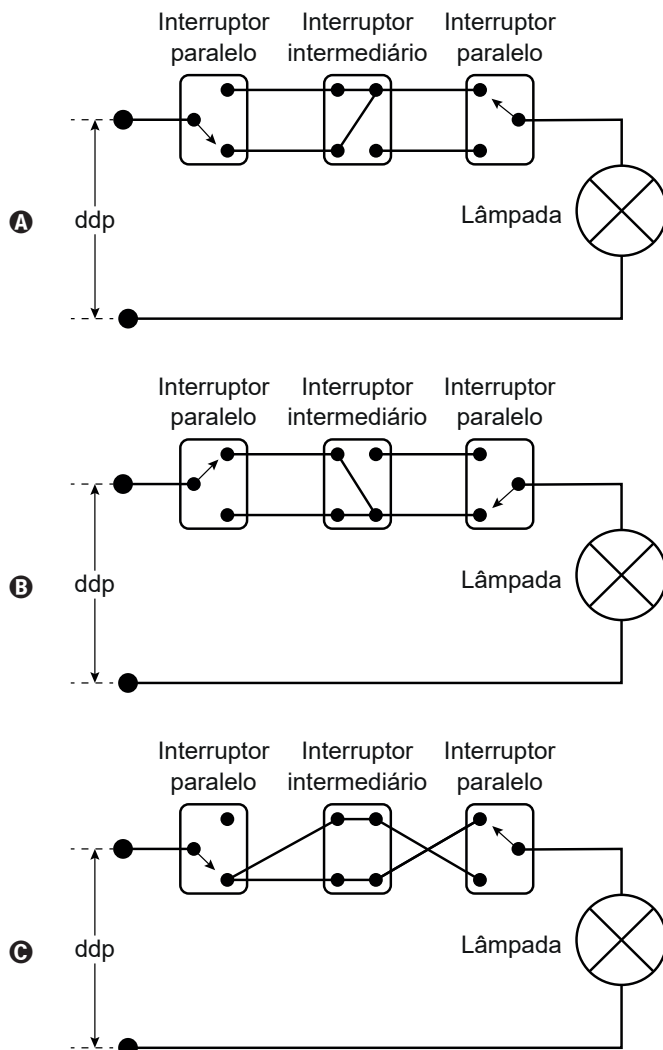 Interruptor Interruptor Interruptor
paralelo intermediário paralelo
A ddp
Lâmpada
Interruptor Interruptor Interruptor
paralelo intermediário paralelo
B ddp
Lâmpada
Interruptor Interruptor Interruptor
paralelo intermediário paralelo
C ddp
Lâmpada